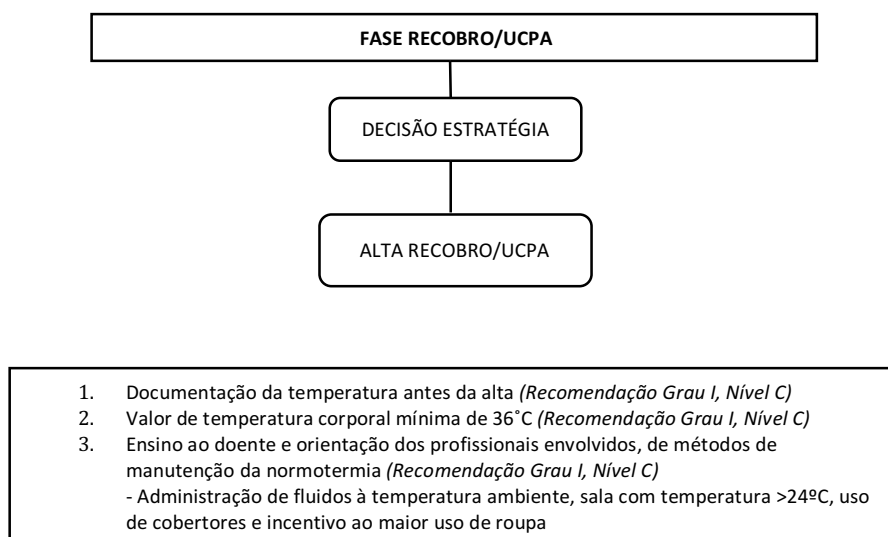 FASE RECOBRO/UCPA
DECISÃO ESTRATÉGIA
ALTA RECOBRO/UCPA
1. Documentação da temperatura antes da alta (Recomendação Grau I, Nível C)
2. Valor de temperatura corporal mínima de 36˚C (Recomendação Grau I, Nível C)
3. Ensino ao doente e orientação dos profissionais envolvidos, de métodos de
manutenção da normotermia (Recomendação Grau I, Nível C)
- Administração de fluidos à temperatura ambiente, sala com temperatura >24ºC, uso
de cobertores e incentivo ao maior uso de roupa